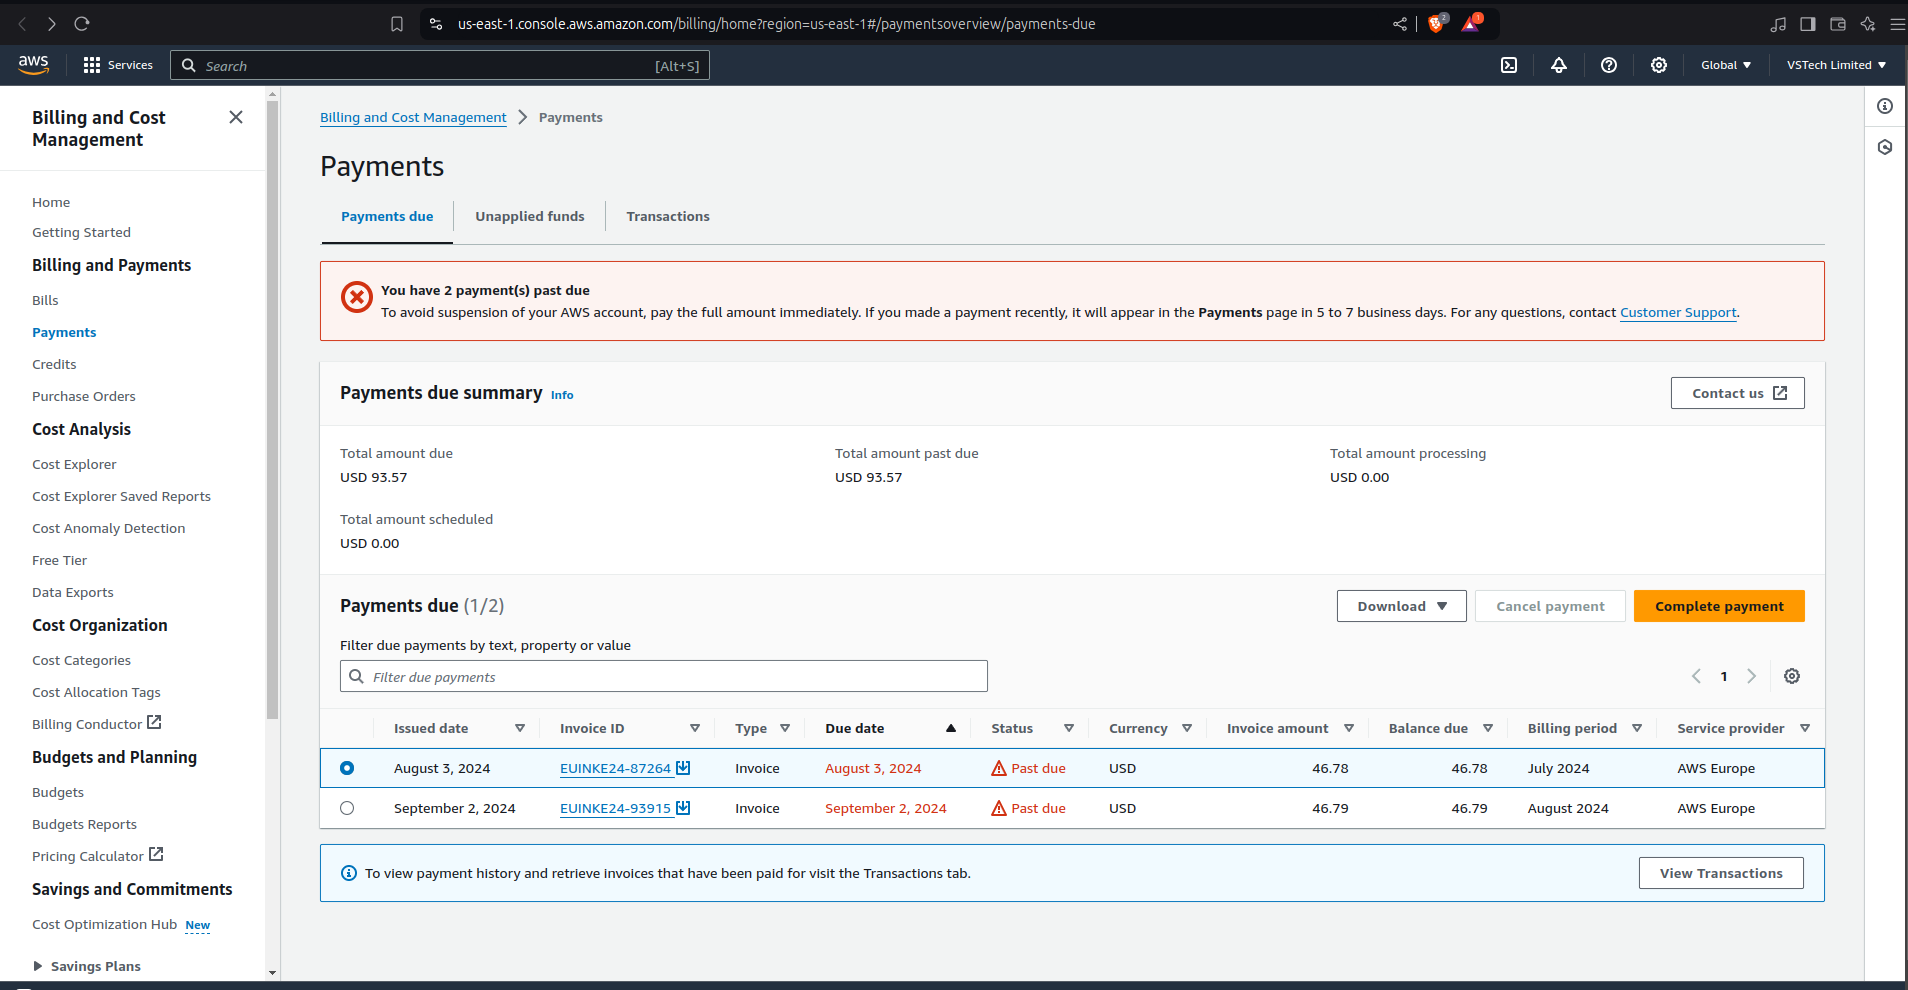 us-east-1.console.aws.amazon.com/billing/home?region=us-east-1#/paymentsoverview/payments-due
2
1
aws
Services
Search
[Alt+S]
Global
VSTech Limited
Billing and Cost
Management
Home
Getting Started
Billing and Payments
Bills
Payments
Credits
Purchase Orders
Cost Analysis
Cost Explorer
Cost Explorer Saved Reports
Cost Anomaly Detection
Free Tier
Data Exports
Cost Organization
Cost Categories
Cost Allocation Tags
Billing Conductor
Budgets and Planning
Budgets
Budgets Reports
Pricing Calculator
Savings and Commitments
Cost Optimization Hub New
Savings Plans
Billing and Cost Management > Payments
Payments
Payments due
Unapplied funds
Transactions
You have 2 payment(s) past due
To avoid suspension of your AWS account, pay the full amount immediately. If you made a payment recently, it will appear in the Payments page in 5 to 7 business days. For any questions, contact Customer Support.
Payments due summary Info
Contact us
Total amount due
USD 93.57
Total amount past due
USD 93.57
Total amount processing
USD 0.00
Total amount scheduled
USD 0.00
Payments due (1/2)
Download
Cancel payment
Complete payment
Filter due payments by text, property or value
Filter due payments
1
Issued date Invoice ID Type Due date Status Currency Invoice amount Balance due Billing period Service provider
August 3, 2024 EUINKE24-87264 Invoice August 3, 2024 Past due USD 46.78 46.78 July 2024 AWS Europe
September 2, 2024 EUINKE24-93915 Invoice September 2, 2024 Past due USD 46.79 46.79 August 2024 AWS Europe
To view payment history and retrieve invoices that have been paid for visit the Transactions tab.
View Transactions